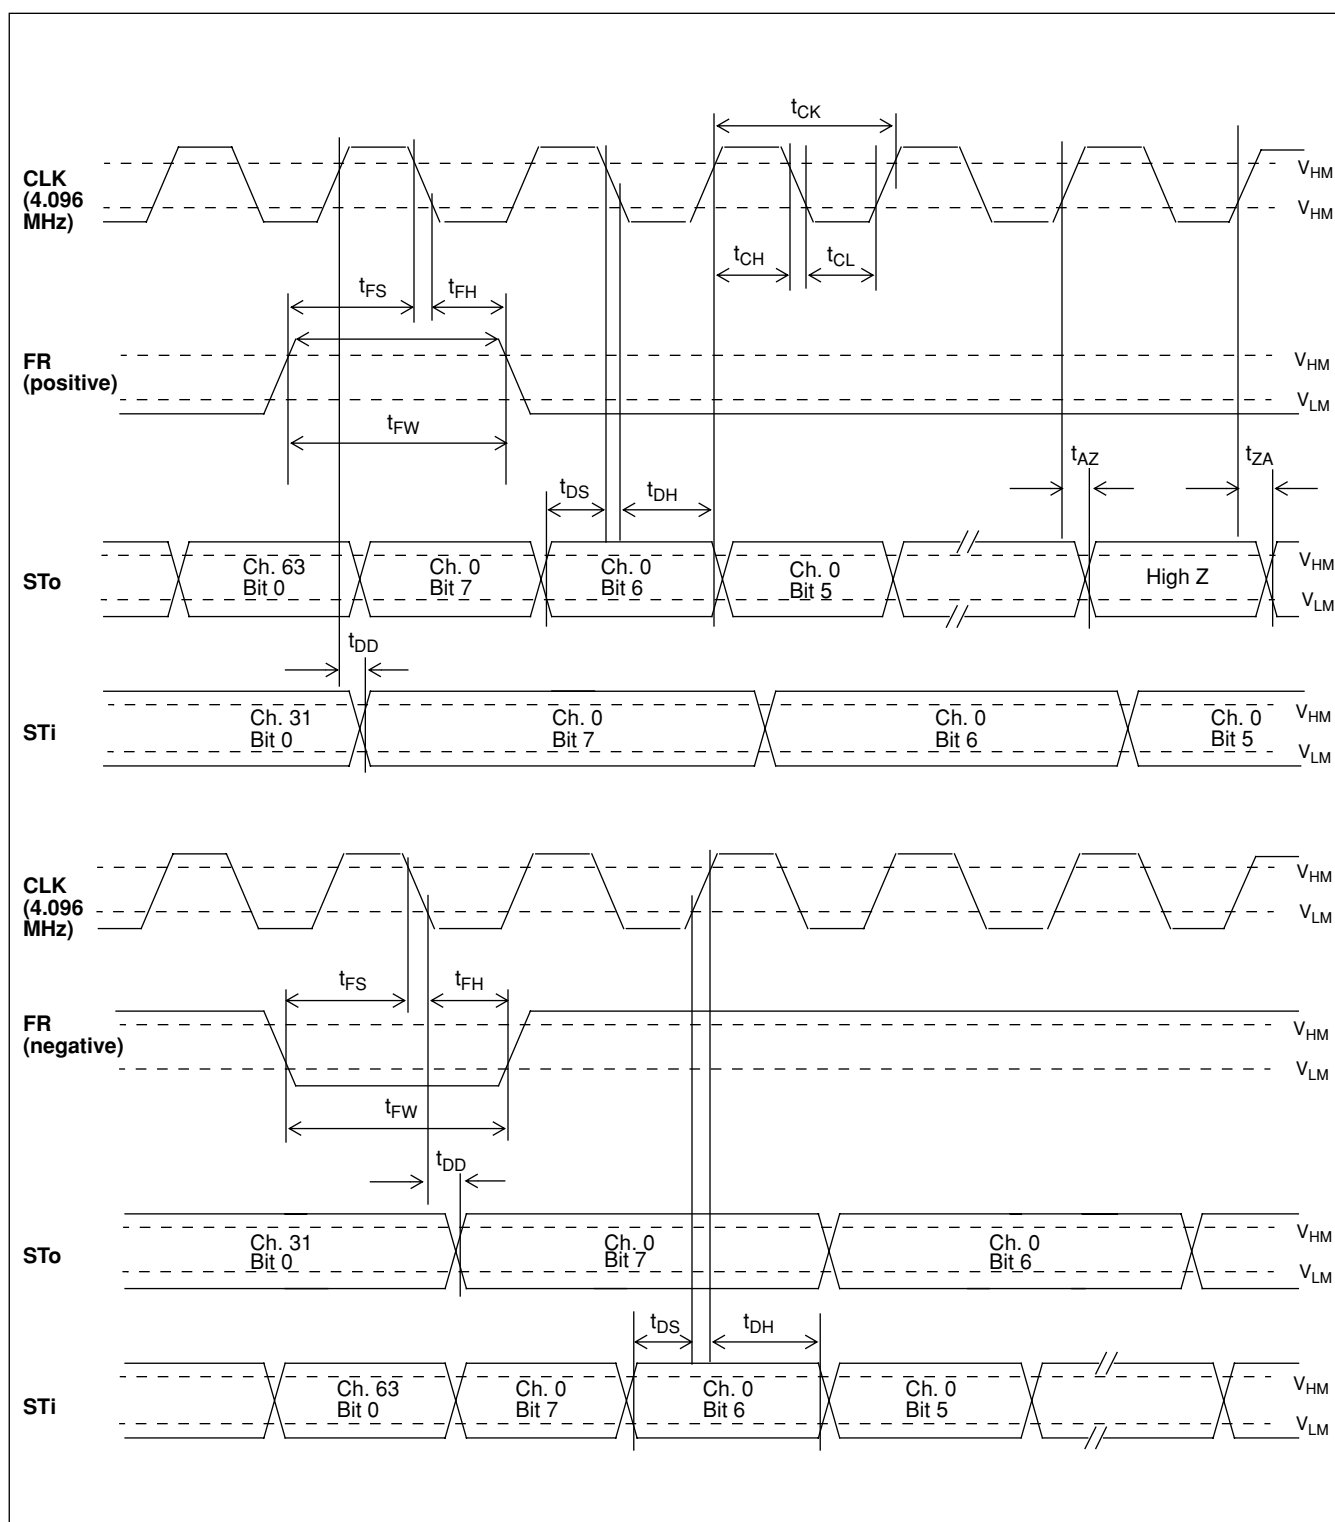 tCK
CLK
(4.096
MHz)
VHM
VHM
tCH
tCL
tFS
tFH
FR
(positive)
VHM
VLM
tFW
tAZ
tZA
tDS
tDH
STo
Ch. 63
Bit 0
Ch. 0
Bit 7
Ch. 0
Bit 6
Ch. 0
Bit 5
High Z
VHM
VLM
tDD
STi
Ch. 31
Bit 0
Ch. 0
Bit 7
Ch. 0
Bit 6
Ch. 0
Bit 5
VHM
VLM
CLK
(4.096
MHz)
VHM
VLM
tFS
tFH
FR
(negative)
VHM
VLM
tFW
tDD
STo
Ch. 31
Bit 0
Ch. 0
Bit 7
Ch. 0
Bit 6
VHM
VLM
tDS
tDH
STi
Ch. 63
Bit 0
Ch. 0
Bit 7
Ch. 0
Bit 6
Ch. 0
Bit 5
VHM
VLM